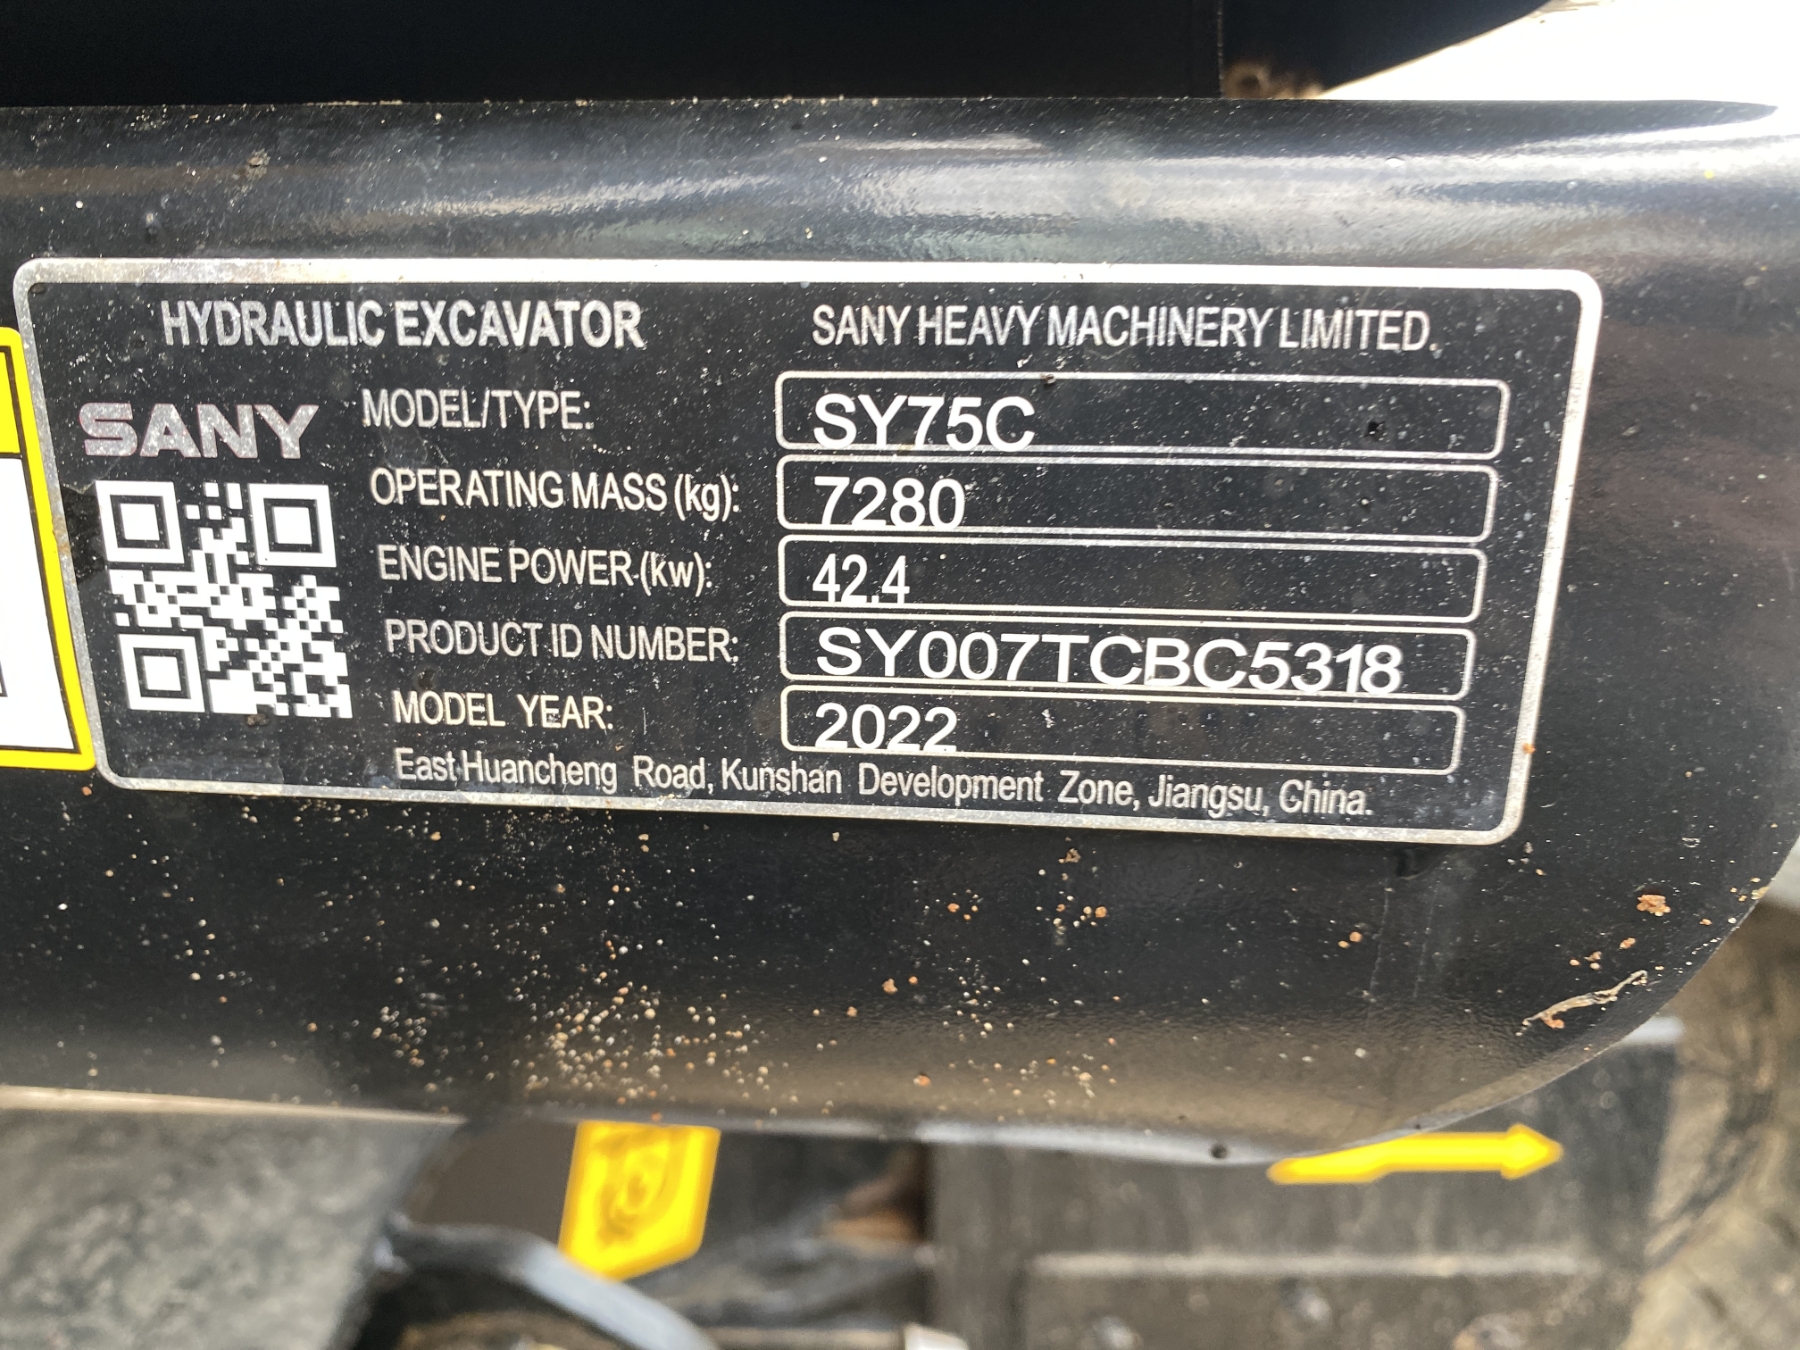 HYDRAULIC EXCAVATOR SANY HEAVY MACHINERY LIMITED.
SANY
MODEL/TYPE: SY75C
OPERATING MASS (kg): 7280
ENGINE POWER (kw): 42.4
PRODUCT ID NUMBER: SY007TCBC5318
MODEL YEAR: 2022
East Huancheng Road, Kunshan Development Zone, Jiangsu, China.